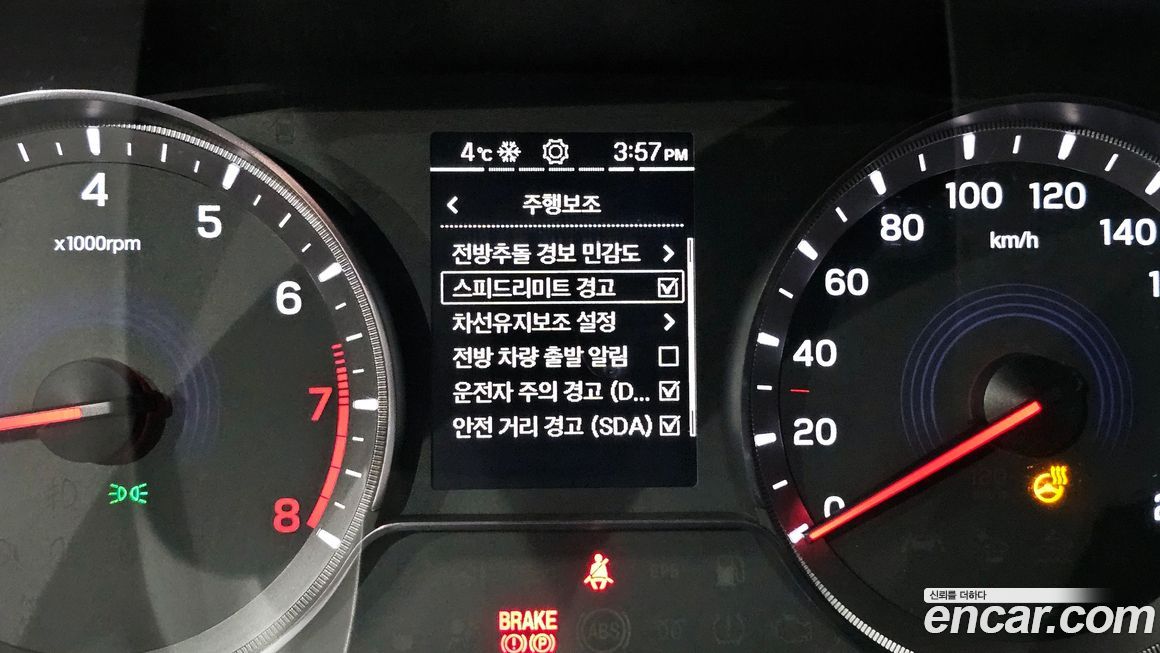 4
5
6
7
8
x1000rpm
4℃ 3:57 PM
< 주행보조
전방추돌 경보 민감도 >
스피드리미트 경고
차선유지보조 설정 >
전방 차량 출발 알림
운전자 주의 경고 (D...
안전 거리 경고 (SDA)
0
20
40
60
80
100
120
140
km/h
BRAKE
(!) (P)
ABS
EPB
신뢰를 더하다
encar.com